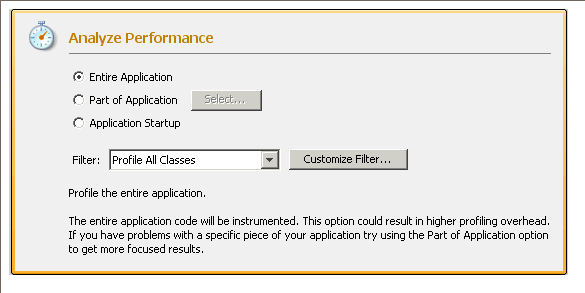 Analyze Performance
Entire Application
Part of Application Select...
Application Startup
Filter: Profile All Classes Customize Filter...
Profile the entire application.
The entire application code will be instrumented. This option could result in higher profiling overhead.
If you have problems with a specific piece of your application try using the Part of Application option
to get more focused results.